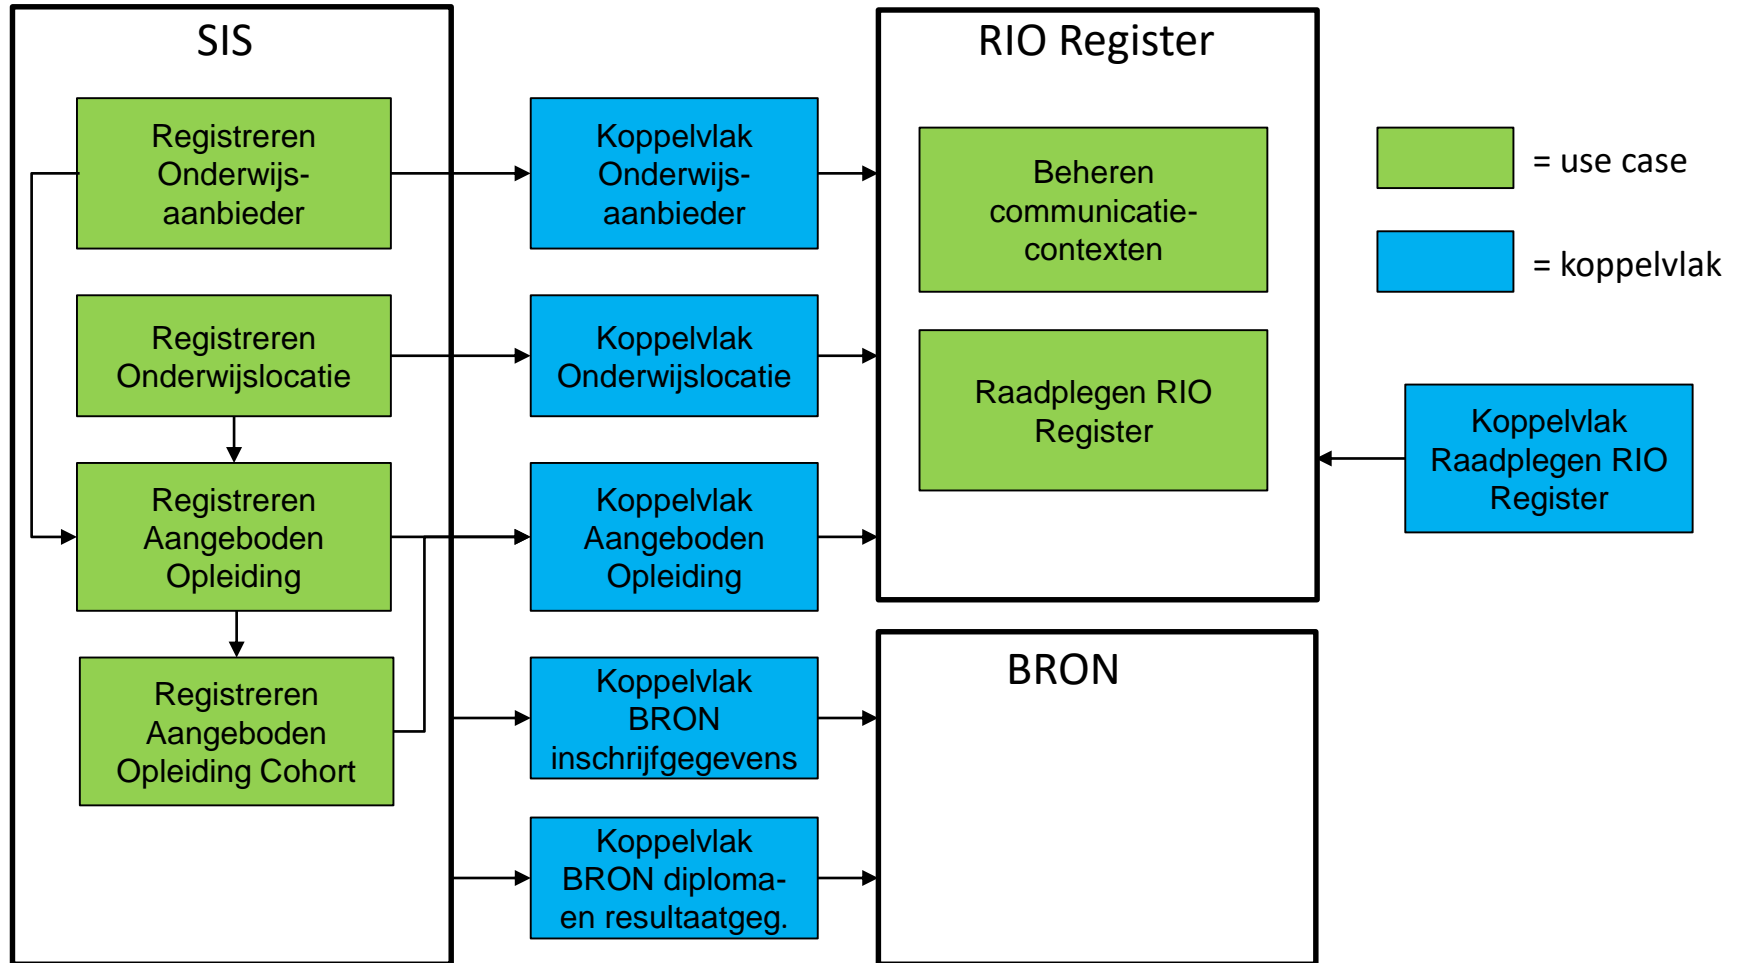 SIS
Registreren
Onderwijs-
aanbieder
Registreren
Onderwijslocatie
Registreren
Aangeboden
Opleiding
Registreren
Aangeboden
Opleiding Cohort
Koppelvlak
Onderwijs-
aanbieder
Koppelvlak
Onderwijslocatie
Koppelvlak
Aangeboden
Opleiding
Koppelvlak
BRON
inschrijfgegevens
Koppelvlak
BRON diploma-
en resultaatgeg.
RIO Register
Beheren
communicatie-
contexten
Raadplegen RIO
Register
BRON
= use case
= koppelvlak
Koppelvlak
Raadplegen RIO
Register